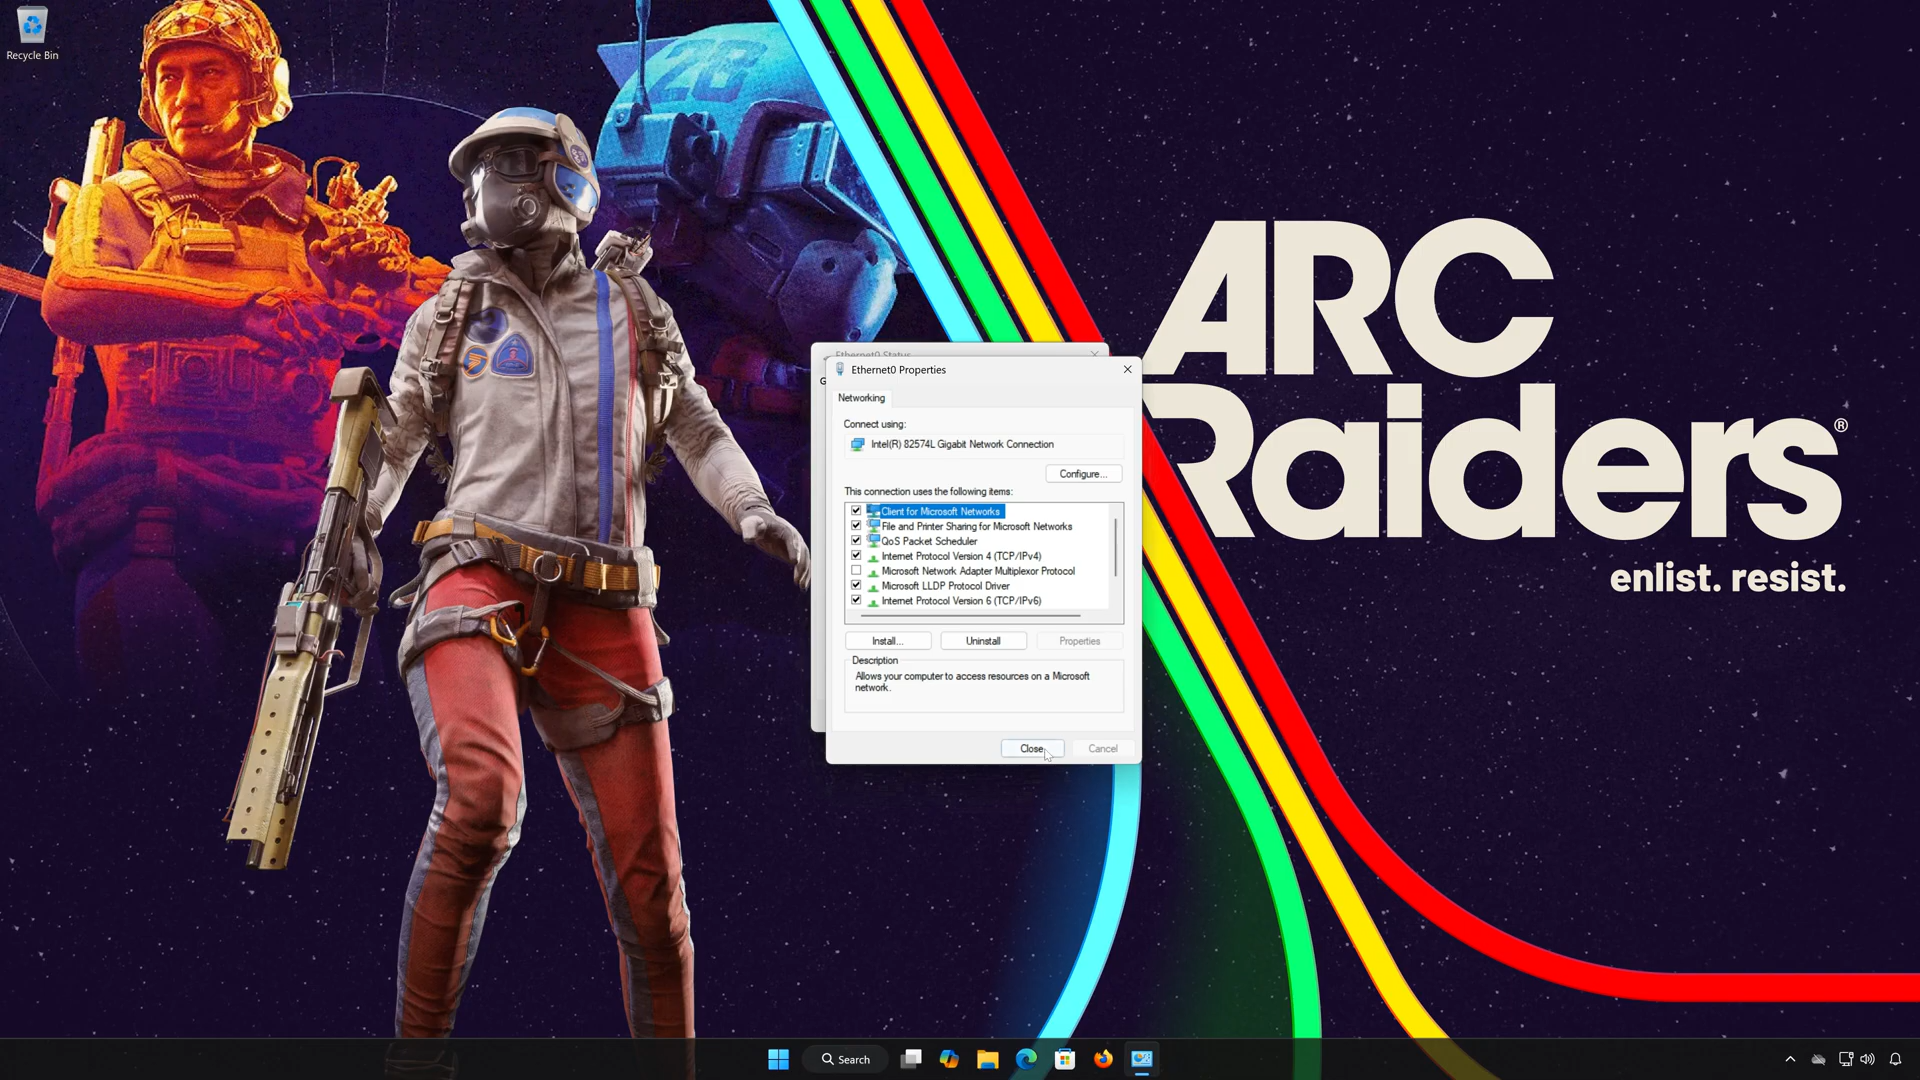 Recycle Bin
28
ARC
Raiders®
enlist. resist.
Ethernet0 Status
G
Ethernet0 Properties
Networking
Connect using:
Intel(R) 82574L Gigabit Network Connection
Configure...
This connection uses the following items:
Client for Microsoft Networks
File and Printer Sharing for Microsoft Networks
QoS Packet Scheduler
Internet Protocol Version 4 (TCP/IPv4)
Microsoft Network Adapter Multiplexor Protocol
Microsoft LLDP Protocol Driver
Internet Protocol Version 6 (TCP/IPv6)
Install... Uninstall Properties
Description
Allows your computer to access resources on a Microsoft
network.
Close Cancel
Search